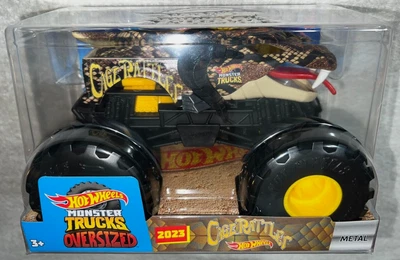 CAGE RATTLER
HOT WHEELS
MONSTER
TRUCKS
HOT WHEELS
HOT WHEELS
MONSTER
TRUCKS
OVERSIZED
3+
2023
CAGE RATTLER
HOT WHEELS
METAL